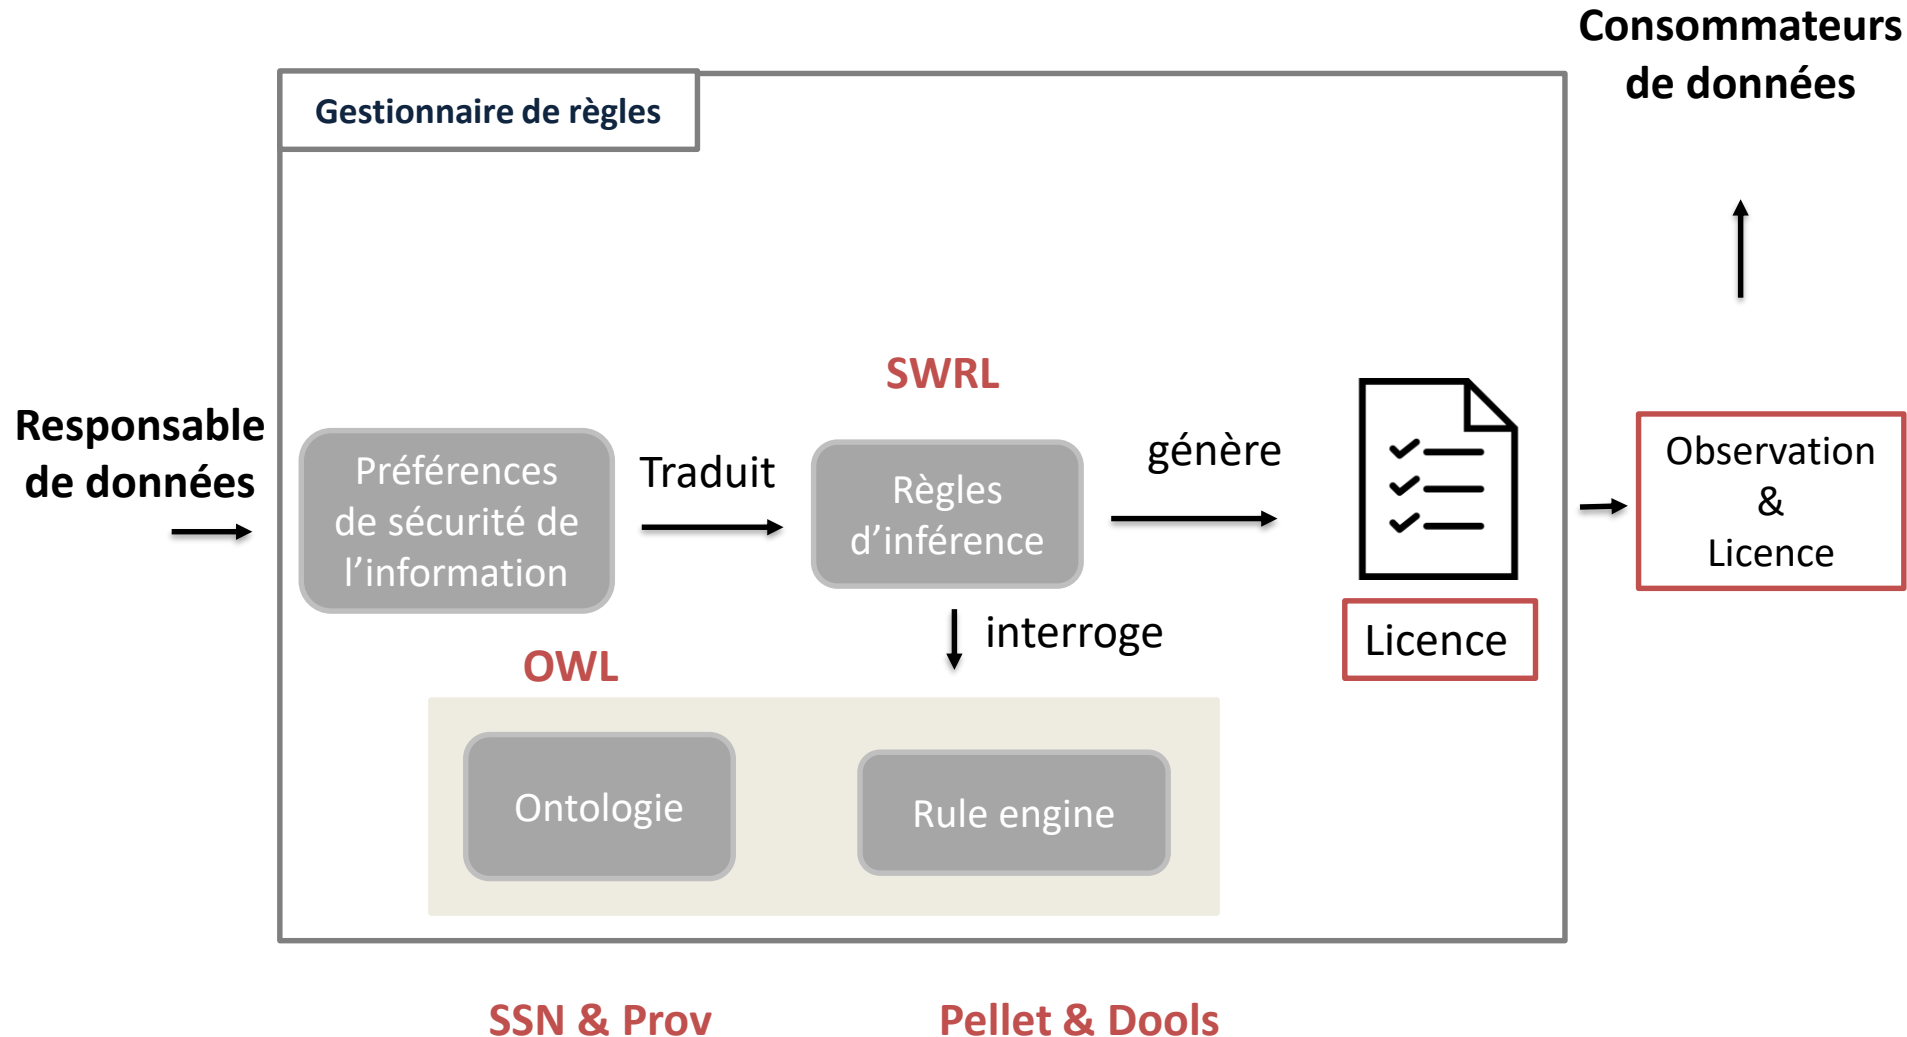 Consommateurs
de données
Gestionnaire de règles
SWRL
Responsable
de données
Préférences
de sécurité de
l'information
Traduit
Règles
d'inférence
génère
Observation
&
Licence
interroge
Licence
OWL
Ontologie
Rule engine
SSN & Prov
Pellet & Dools